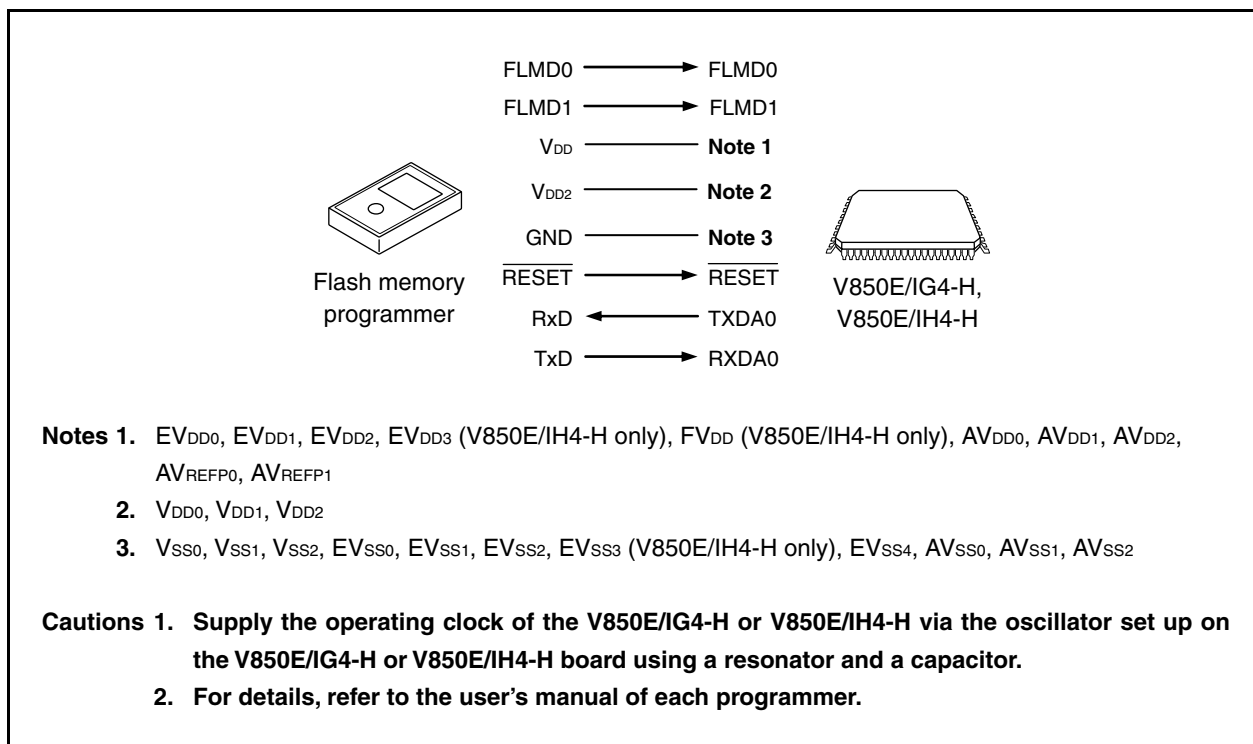 FLMD0 FLMD0
FLMD1 FLMD1
VDD Note 1
VDD2 Note 2
GND Note 3
RESET RESET
RxD TXDA0
TxD RXDA0
Flash memory
programmer
V850E/IG4-H,
V850E/IH4-H
Notes 1. EVDD0, EVDD1, EVDD2, EVDD3 (V850E/IH4-H only), FVDD (V850E/IH4-H only), AVDD0, AVDD1, AVDD2,
AVREFP0, AVREFP1
2. VDD0, VDD1, VDD2
3. VSS0, VSS1, VSS2, EVSS0, EVSS1, EVSS2, EVSS3 (V850E/IH4-H only), EVSS4, AVSS0, AVSS1, AVSS2
Cautions 1. Supply the operating clock of the V850E/IG4-H or V850E/IH4-H via the oscillator set up on
the V850E/IG4-H or V850E/IH4-H board using a resonator and a capacitor.
2. For details, refer to the user's manual of each programmer.